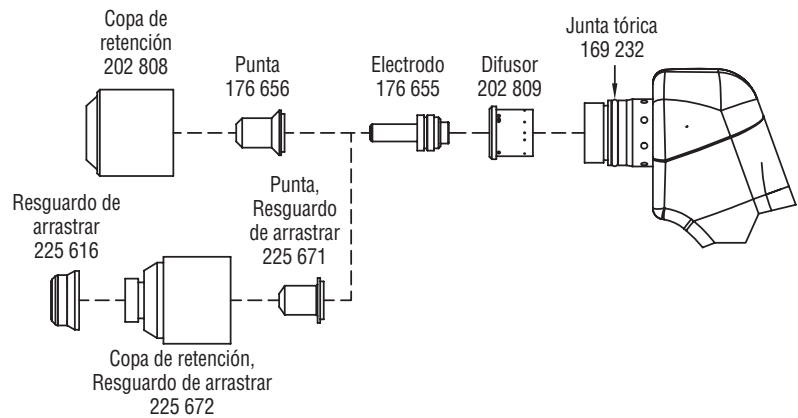 Copa de
retención
202 808
Punta
176 656
Electrodo
176 655
Difusor
202 809
Junta tórica
169 232
Resguardo de
arrastrar
225 616
Punta,
Resguardo
de arrastrar
225 671
Copa de retención,
Resguardo de arrastrar
225 672